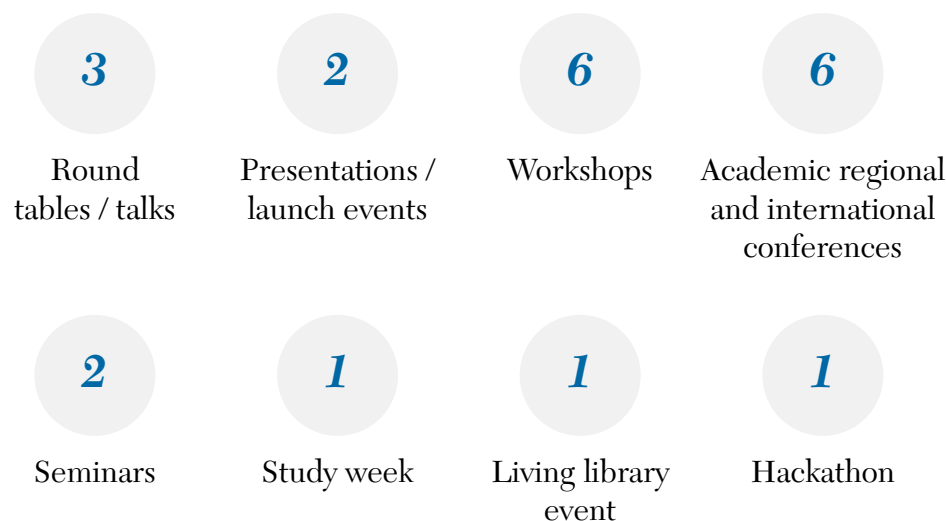 3
Round
tables / talks
2
Presentations /
launch events
6
Workshops
6
Academic regional
and international
conferences
2
Seminars
1
Study week
1
Living library
event
1
Hackathon